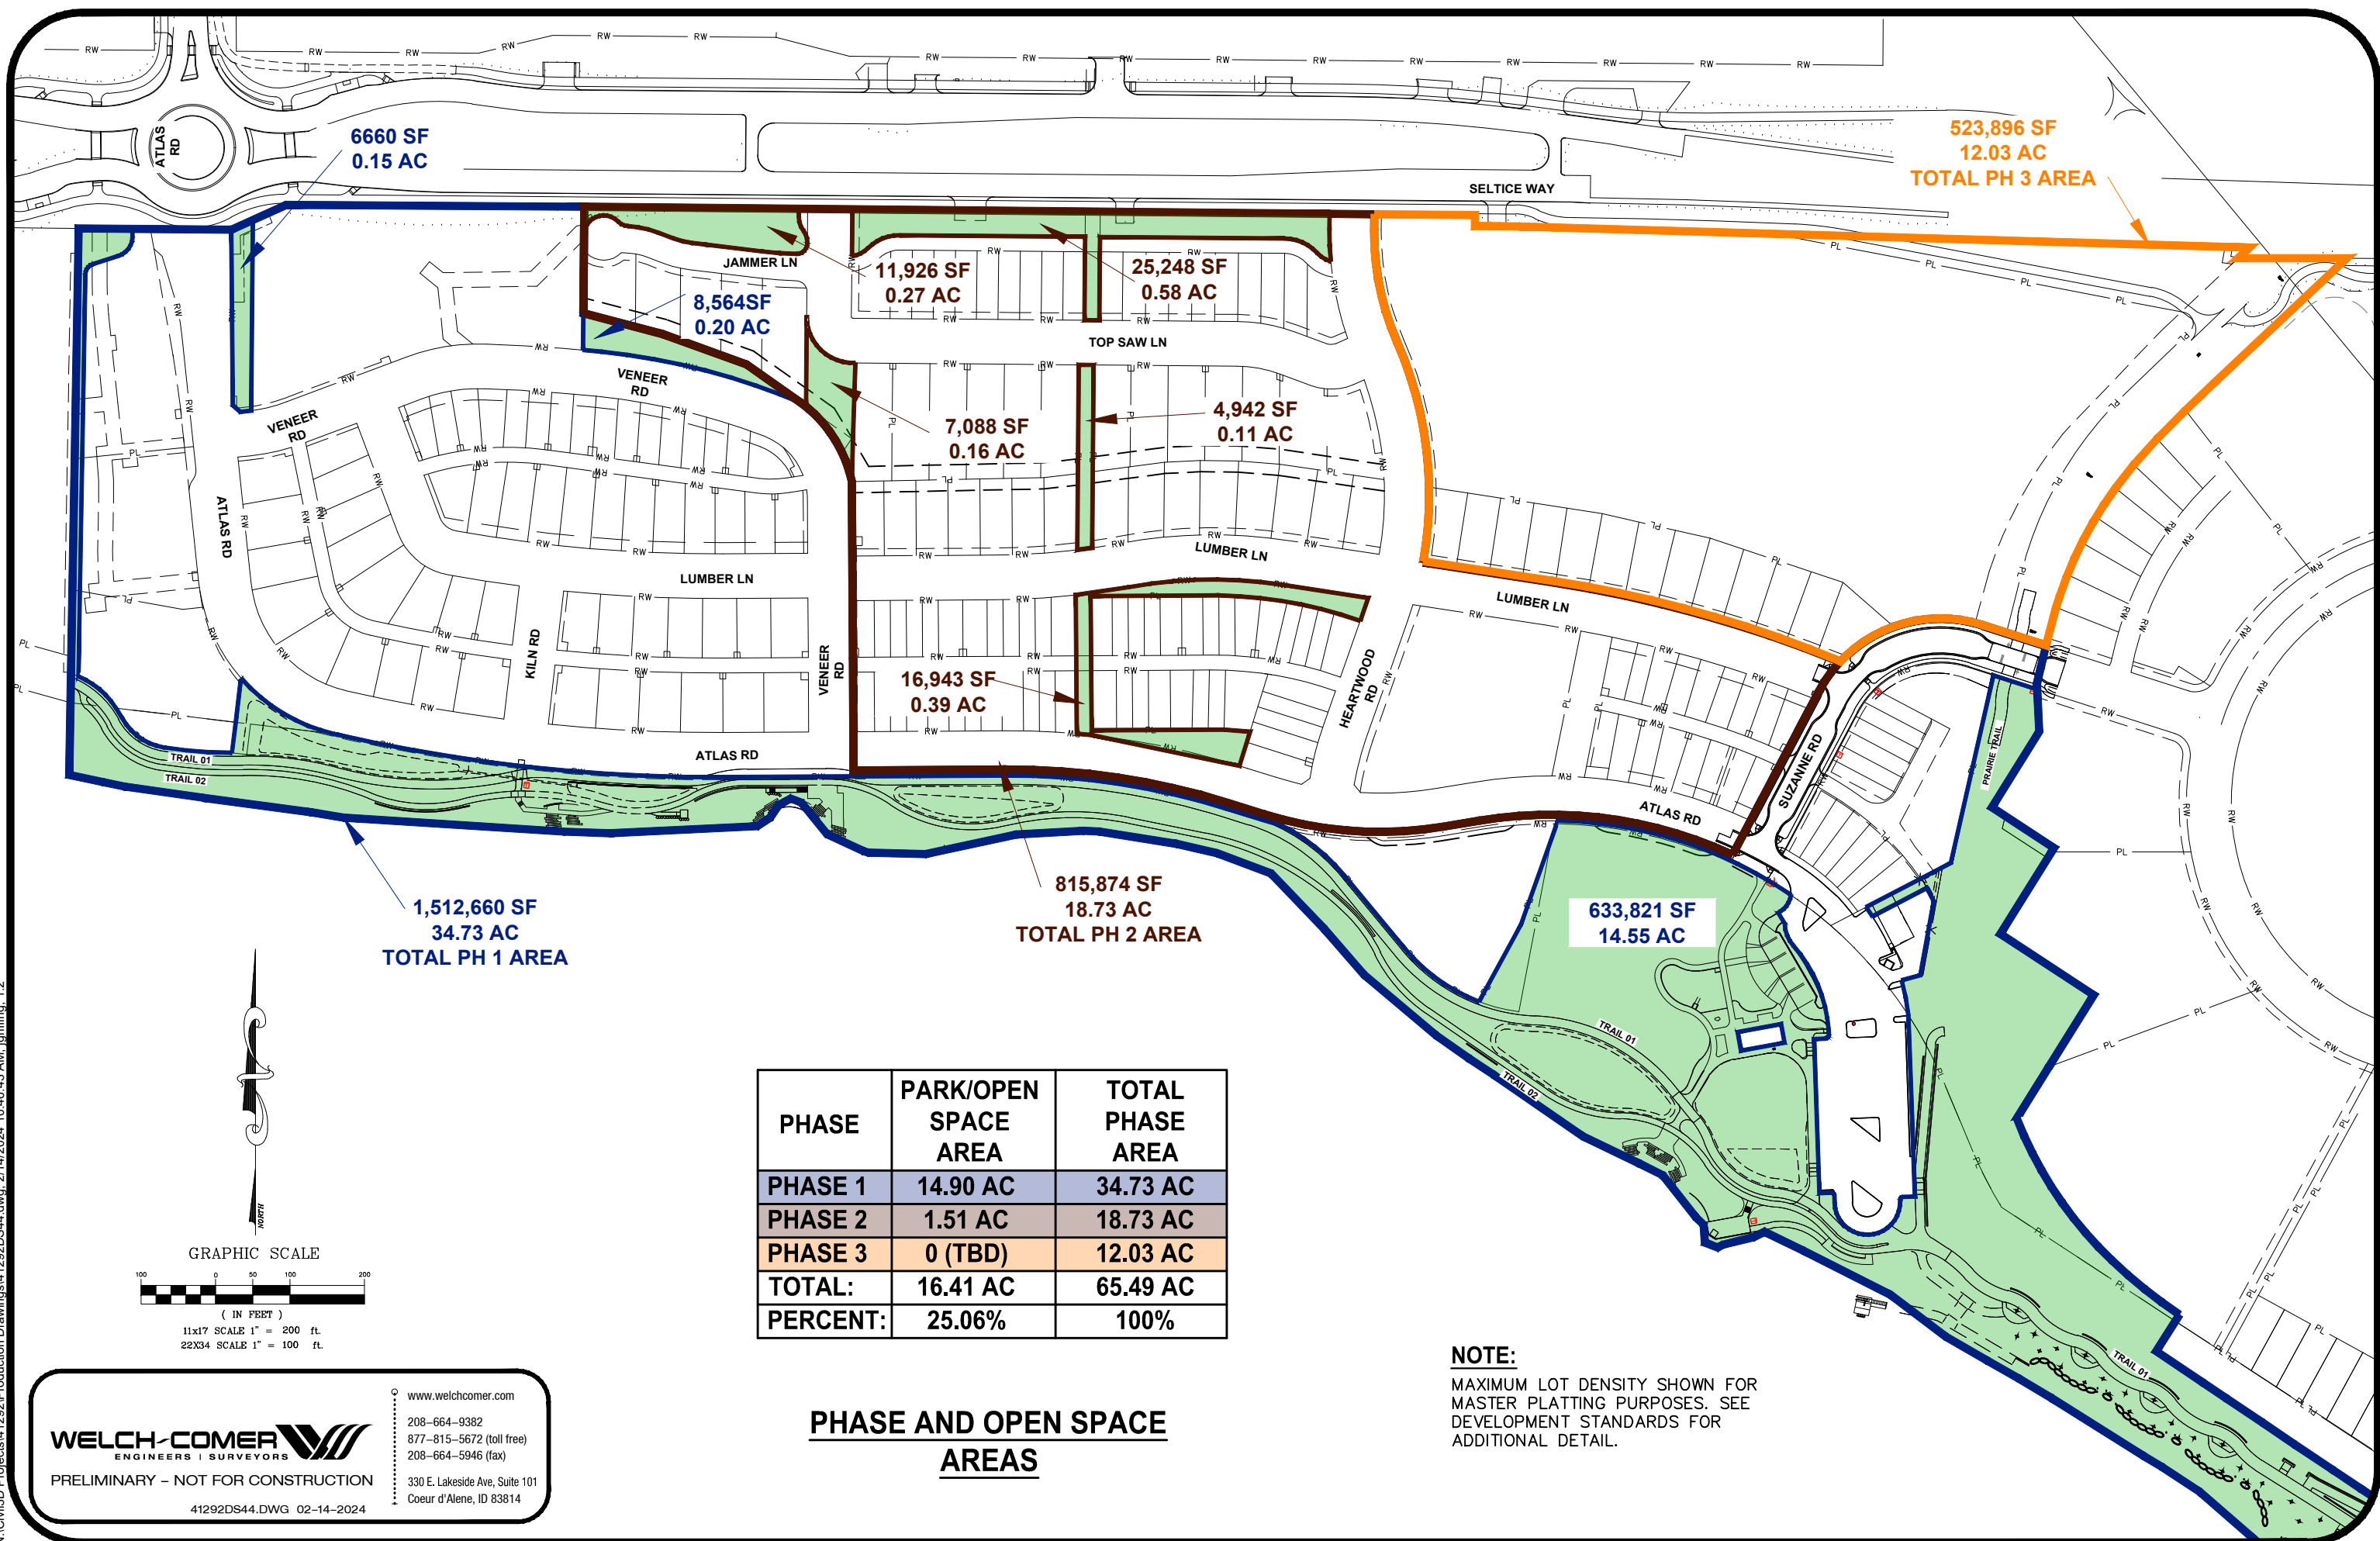 ATLAS
RD
6660 SF
0.15 AC
523,896 SF
12.03 AC
TOTAL PH 3 AREA
SELTICE WAY
JAMMER LN
11,926 SF
0.27 AC
25,248 SF
0.58 AC
8,564SF
0.20 AC
TOP SAW LN
VENEER
RD
VENEER
RD
7,088 SF
0.16 AC
4,942 SF
0.11 AC
ATLAS RD
LUMBER LN
LUMBER LN
LUMBER LN
KILN RD
VENEER
RD
16,943 SF
0.39 AC
HEARTWOOD
RD
SUZANNE RD
PRAIRIE TRAIL
TRAIL 01
TRAIL 02
ATLAS RD
ATLAS RD
1,512,660 SF
34.73 AC
TOTAL PH 1 AREA
815,874 SF
18.73 AC
TOTAL PH 2 AREA
633,821 SF
14.55 AC
TRAIL 01
TRAIL 02
TRAIL 01
NORTH
GRAPHIC SCALE
100 0 50 100 200
( IN FEET )
11x17 SCALE 1" = 200 ft.
22X34 SCALE 1" = 100 ft.
PHASE PARK/OPEN SPACE AREA TOTAL PHASE AREA
PHASE 1 14.90 AC 34.73 AC
PHASE 2 1.51 AC 18.73 AC
PHASE 3 0 (TBD) 12.03 AC
TOTAL: 16.41 AC 65.49 AC
PERCENT: 25.06% 100%
PHASE AND OPEN SPACE
AREAS
NOTE:
MAXIMUM LOT DENSITY SHOWN FOR
MASTER PLATTING PURPOSES. SEE
DEVELOPMENT STANDARDS FOR
ADDITIONAL DETAIL.
WELCH-COMER
ENGINEERS | SURVEYORS
PRELIMINARY - NOT FOR CONSTRUCTION
41292DS44.DWG 02-14-2024
www.welchcomer.com
208-664-9382
877-815-5672 (toll free)
208-664-5946 (fax)
330 E. Lakeside Ave, Suite 101
Coeur d'Alene, ID 83814